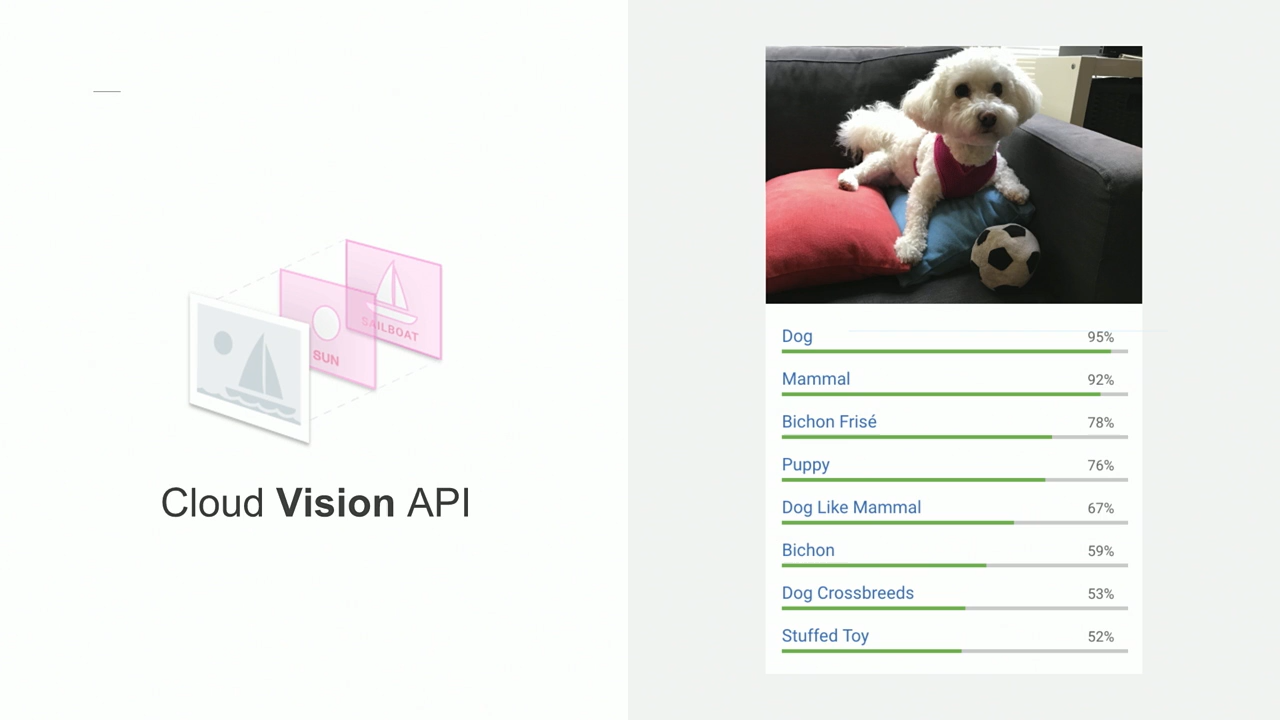 SAILBOAT
SUN
Cloud Vision API
Dog 95%
Mammal 92%
Bichon Frisé 78%
Puppy 76%
Dog Like Mammal 67%
Bichon 59%
Dog Crossbreeds 53%
Stuffed Toy 52%